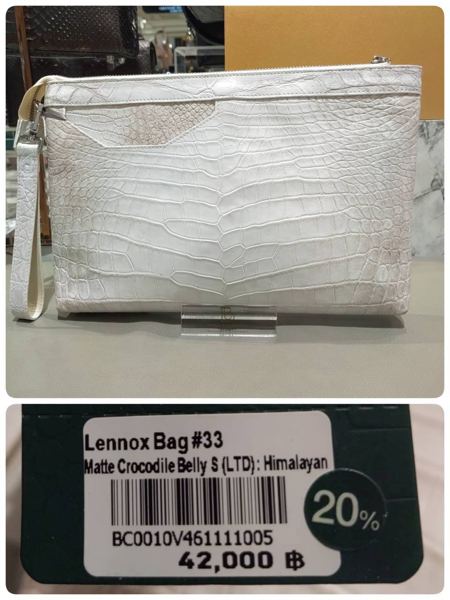 Lennox Bag #33
Matte Crocodile Belly S (LTD): Himalayan
20%
BC0010V461111005
42,000 ฿